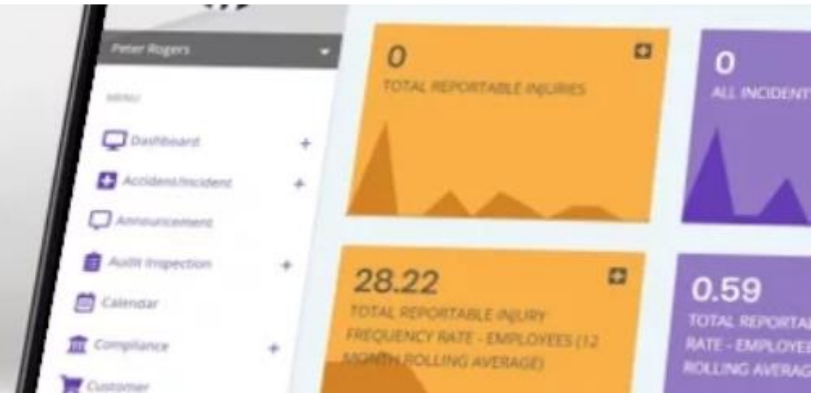 Peter Rogers
MENU
Dashboard
Accident/Incident
Announcement
Audit Inspection
Calendar
Compliance
Customer
0
TOTAL REPORTABLE INJURIES
0
ALL INCIDENT
28.22
TOTAL REPORTABLE INJURY
FREQUENCY RATE - EMPLOYEES (12
MONTH ROLLING AVERAGE)
0.59
TOTAL REPORTAB
RATE - EMPLOYEE
ROLLING AVERAG